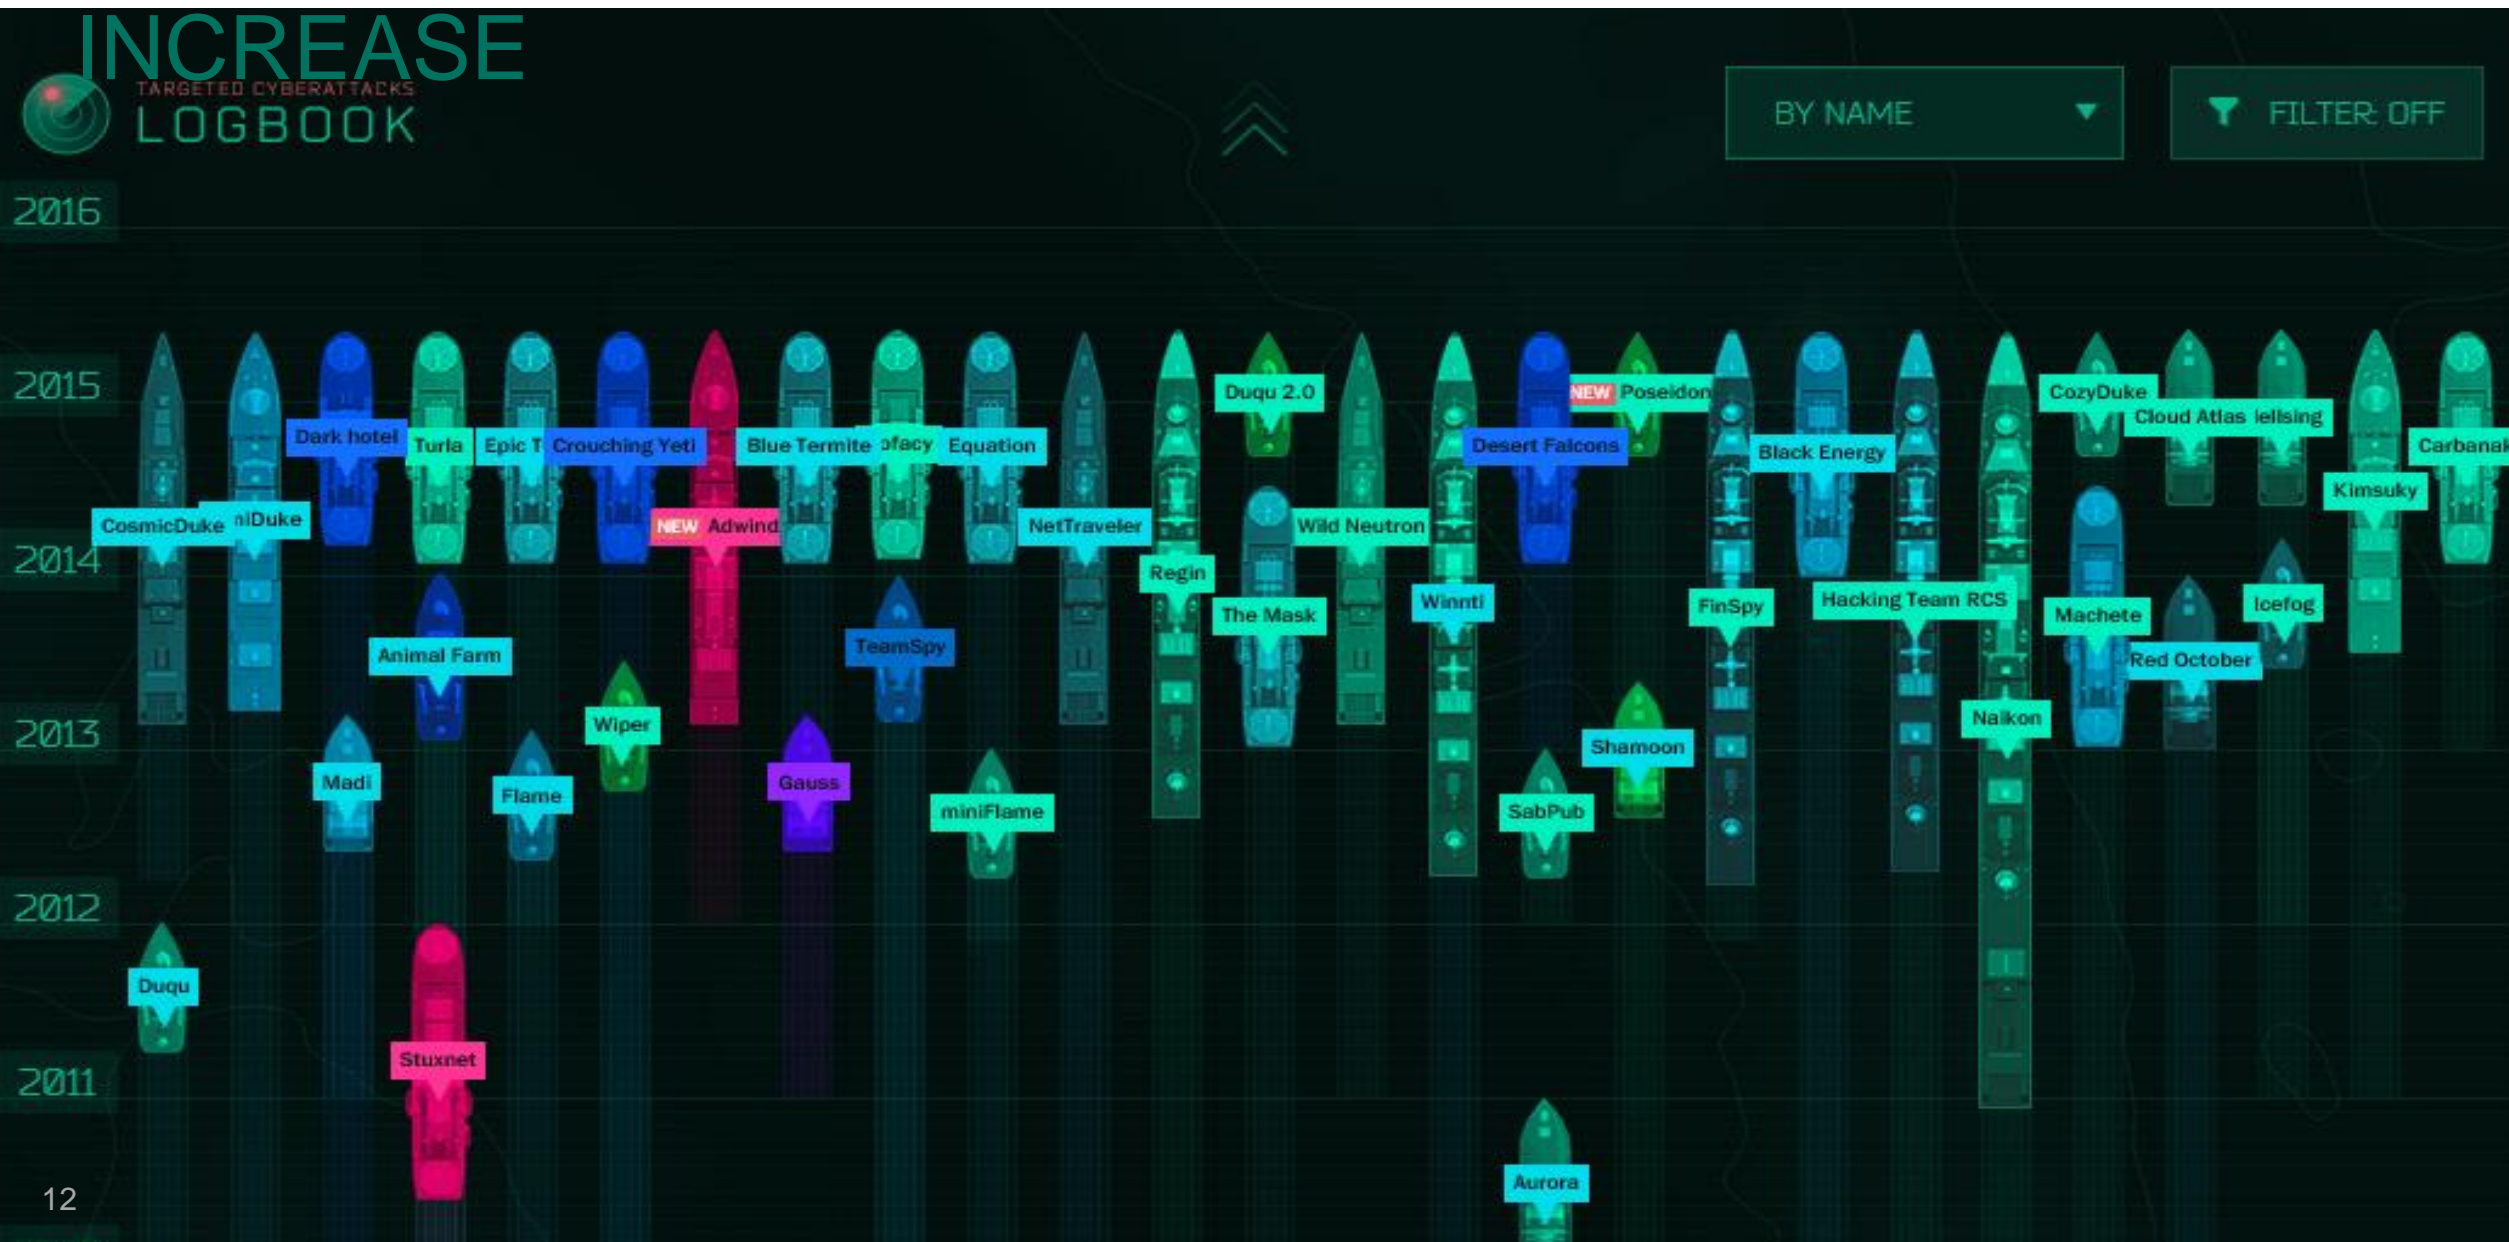 INCREASE
TARGETED CYBERATTACKS
LOGBOOK
BY NAME
FILTER: OFF
2016
2015
Duqu 2.0
NEW Poseidon
CozyDuke
Cloud Atlas
Dark hotel
Turla
Epic T
Crouching Yeti
Blue Termite
Equation
Desert Falcons
Black Energy
Carbanak
Kimsuky
CosmicDuke
niDuke
NEW Adwind
NetTraveler
Wild Neutron
2014
Regin
The Mask
Winnti
FinSpy
Hacking Team RCS
Machete
Icefog
Animal Farm
TeamSpy
Red October
2013
Wiper
Naikon
Shamoon
Madi
Flame
Gauss
miniFlame
SabPub
2012
Duqu
Stuxnet
2011
Aurora
12